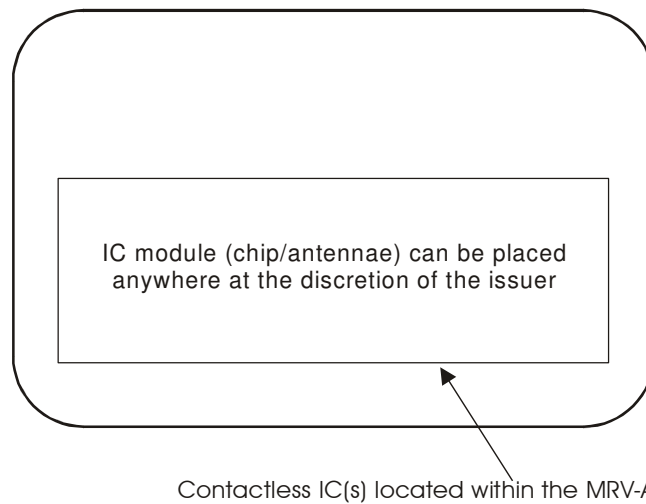 IC module (chip/antennae) can be placed
anywhere at the discretion of the issuer
Contactless IC(s) located within the MRV-A